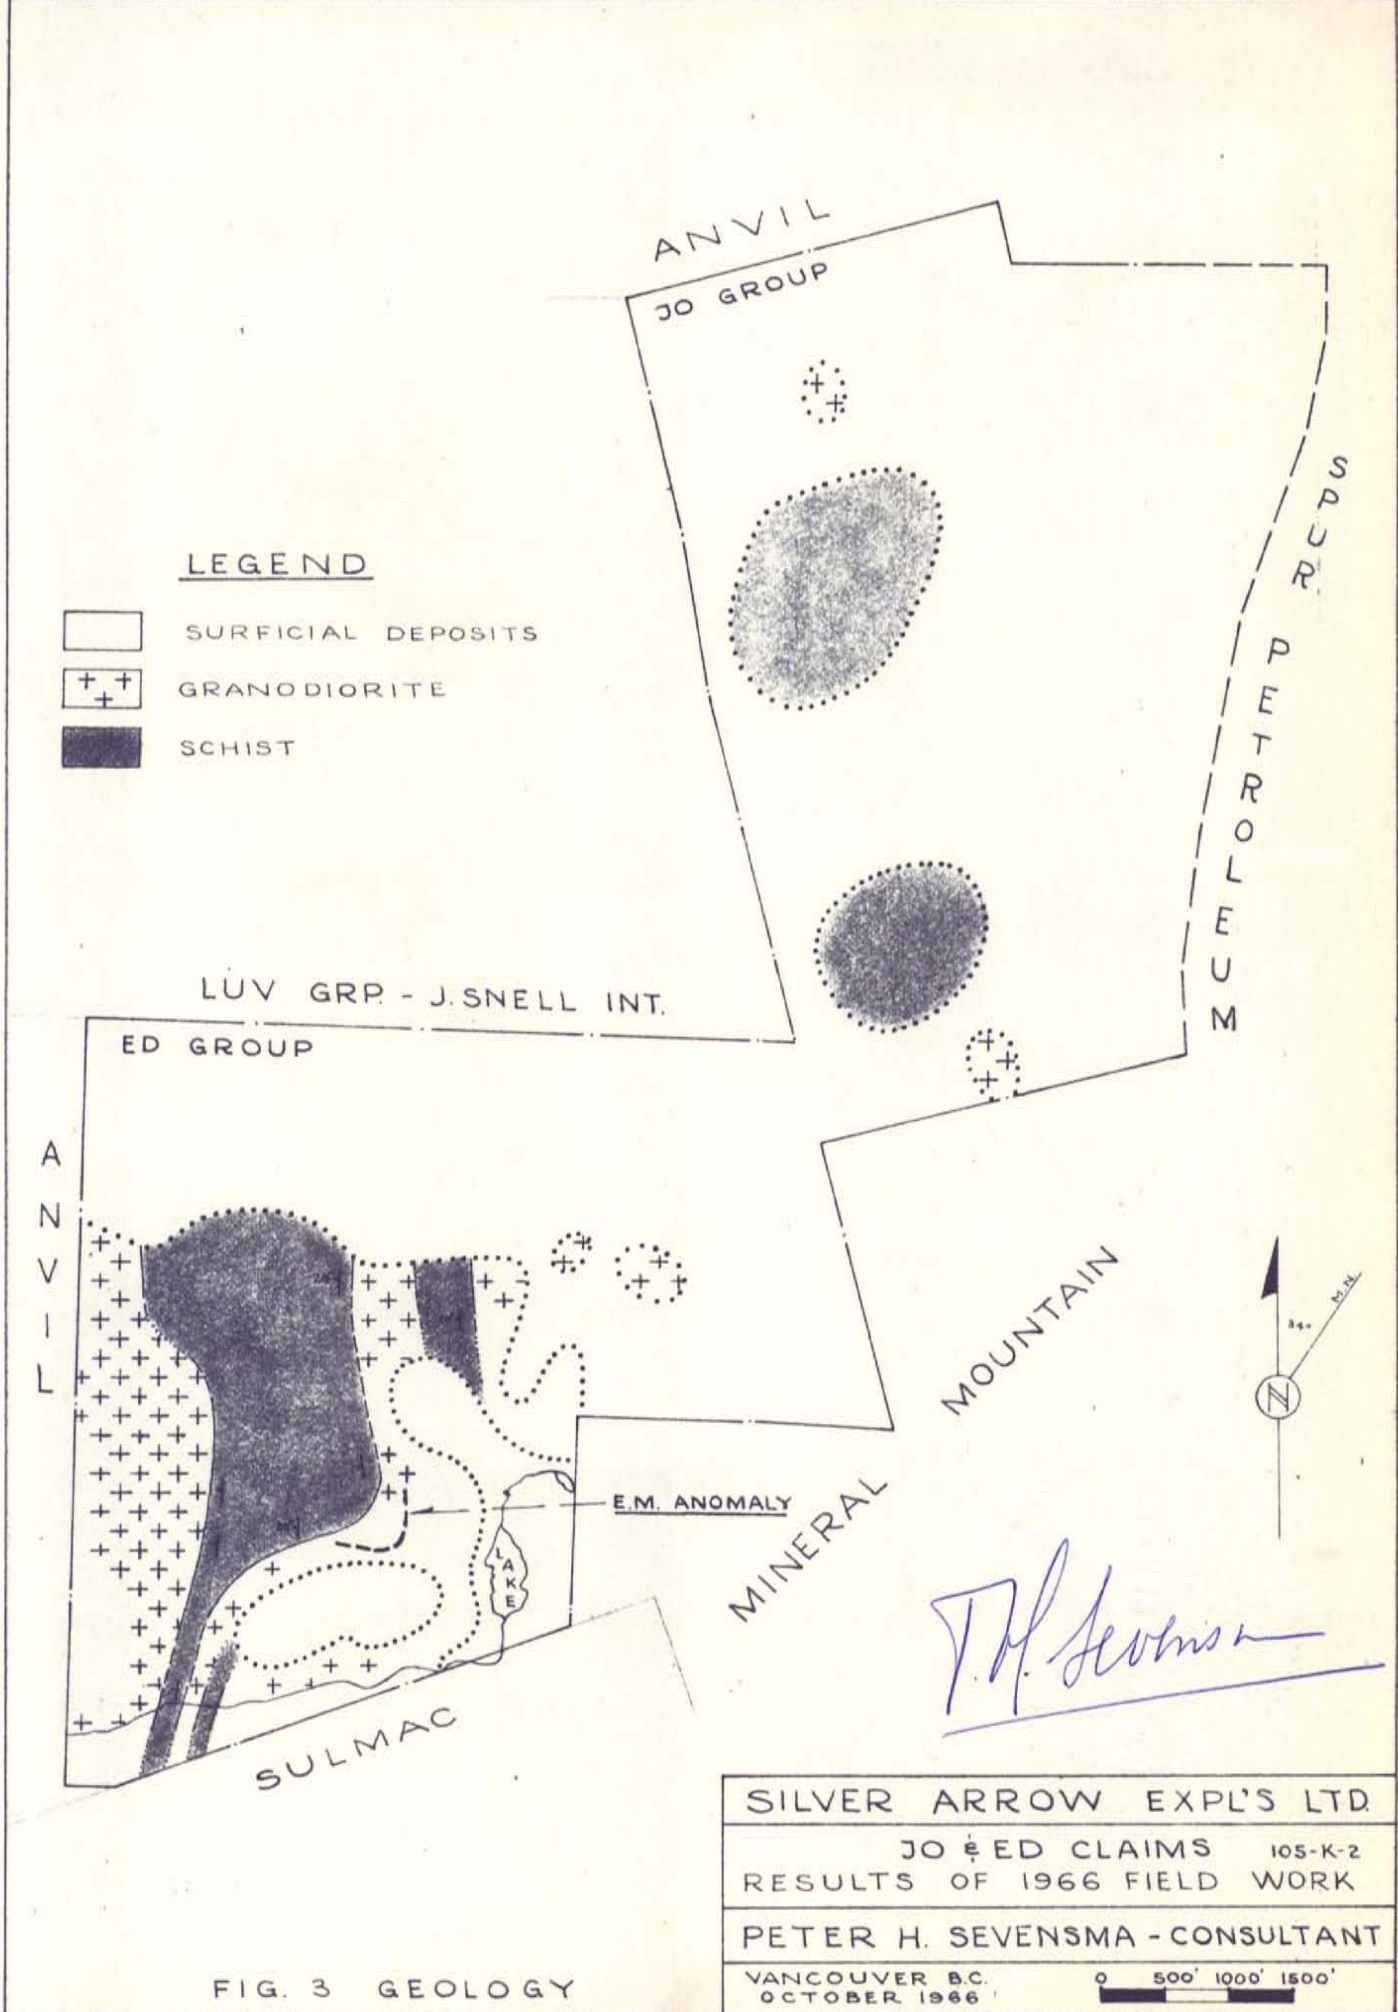 ANVIL
JO GROUP
SPUR PETROLEUM
LEGEND
SURFICIAL DEPOSITS
GRANODIORITE
SCHIST
LUV GRP. - J. SNELL INT.
ED GROUP
ANVIL
MINERAL MOUNTAIN
M.N.
N
E.M. ANOMALY
LAKE
SULMAC
P.H. Sevensma
SILVER ARROW EXPL'S LTD.
JO & ED CLAIMS 105-K-2
RESULTS OF 1966 FIELD WORK
PETER H. SEVENSMA - CONSULTANT
VANCOUVER B.C.
OCTOBER 1966
0 500' 1000' 1500'
FIG. 3 GEOLOGY